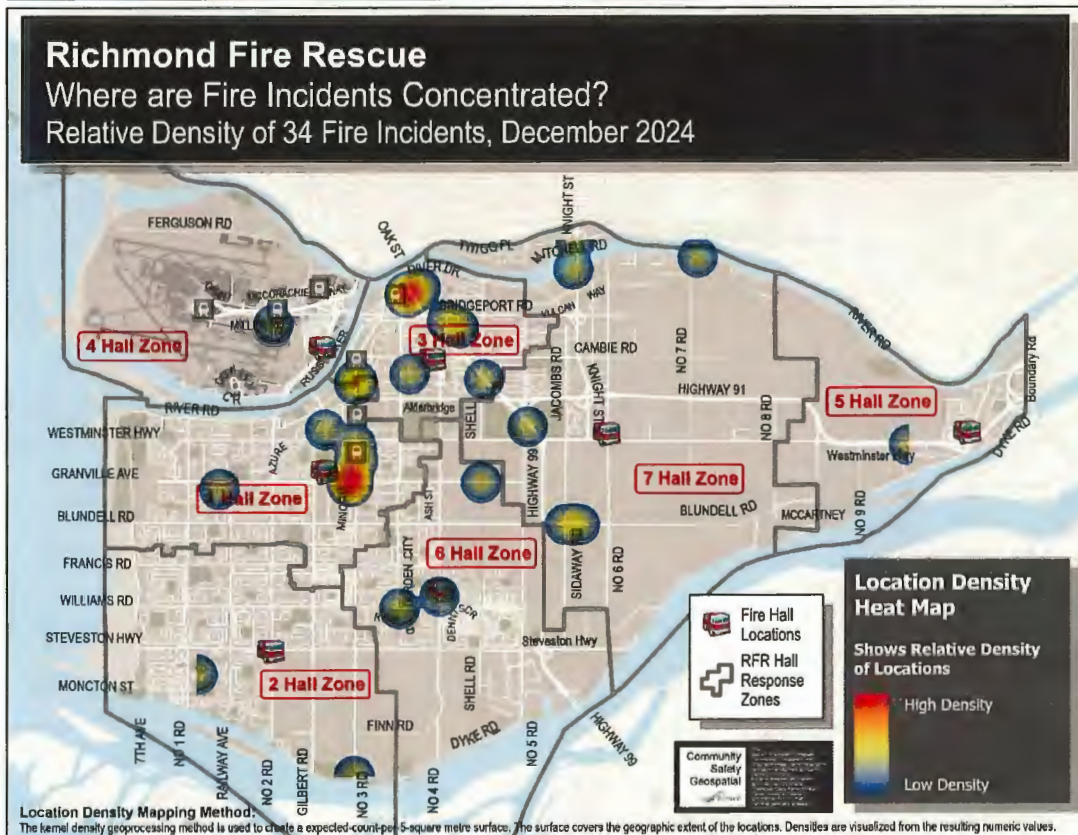 Richmond Fire Rescue
Where are Fire Incidents Concentrated?
Relative Density of 34 Fire Incidents, December 2024
FERGUSON RD
OAK ST
KNIGHT ST
MITCHELL RD
RIVER DR
BRIDGEPORT RD
VULCAN WAY
4 Hall Zone
3 Hall Zone
CAMBIE RD
NO 7 RD
RIVER RD
Boundary Rd
RIVER RD
Alderbridge
SHELL
JACOMBS RD
KNIGHT ST
HIGHWAY 91
NO 8 RD
5 Hall Zone
WESTMINSTER HWY
AZURE
HIGHWAY 99
Westminster Hwy
DYKE RD
GRANVILLE AVE
1 Hall Zone
MINO
ASH ST
7 Hall Zone
BLUNDELL RD
BLUNDELL RD
MCCARTNEY
NO 9 RD
6 Hall Zone
FRANCIS RD
SIDAWAY
NO 6 RD
WILLIAMS RD
STEVESTON HWY
Steveston Hwy
2 Hall Zone
MONCTON ST
SHELL RD
FINN RD
DYKE RD
HIGHWAY 99
7TH AVE
NO 1 RD
RAILWAY AVE
NO 2 RD
GILBERT RD
NO 3 RD
NO 4 RD
NO 5 RD
Fire Hall
Locations
RFR Hall
Response
Zones
Community
Safety
Geospatial
Location Density
Heat Map
Shows Relative Density
of Locations
High Density
Low Density
Location Density Mapping Method:
The kernel density geoprocessing method is used to create a expected-count-per 5-square metre surface. The surface covers the geographic extent of the locations. Densities are visualized from the resulting numeric values.